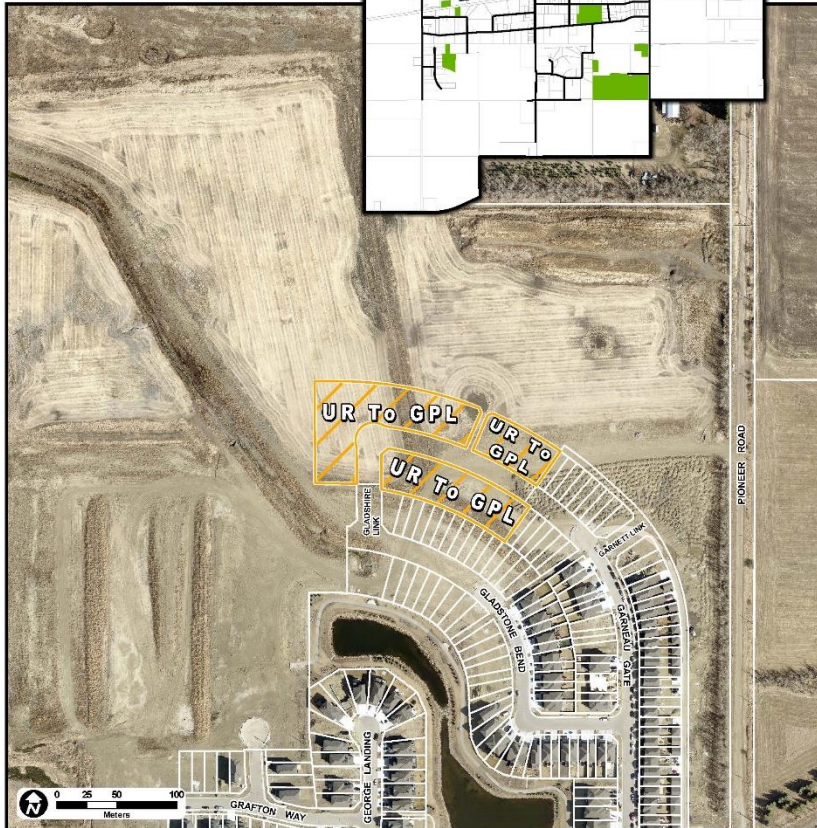 UR To GPL
UR To
GPL
UR To GPL
PIONEER ROAD
GLADSHIRE
LINK
GARNETT LINK
GLADSTONE BEND
GARNEAU GATE
GEORGE LANDING
GRAFTON WAY
N
0 25 50 100
Meters